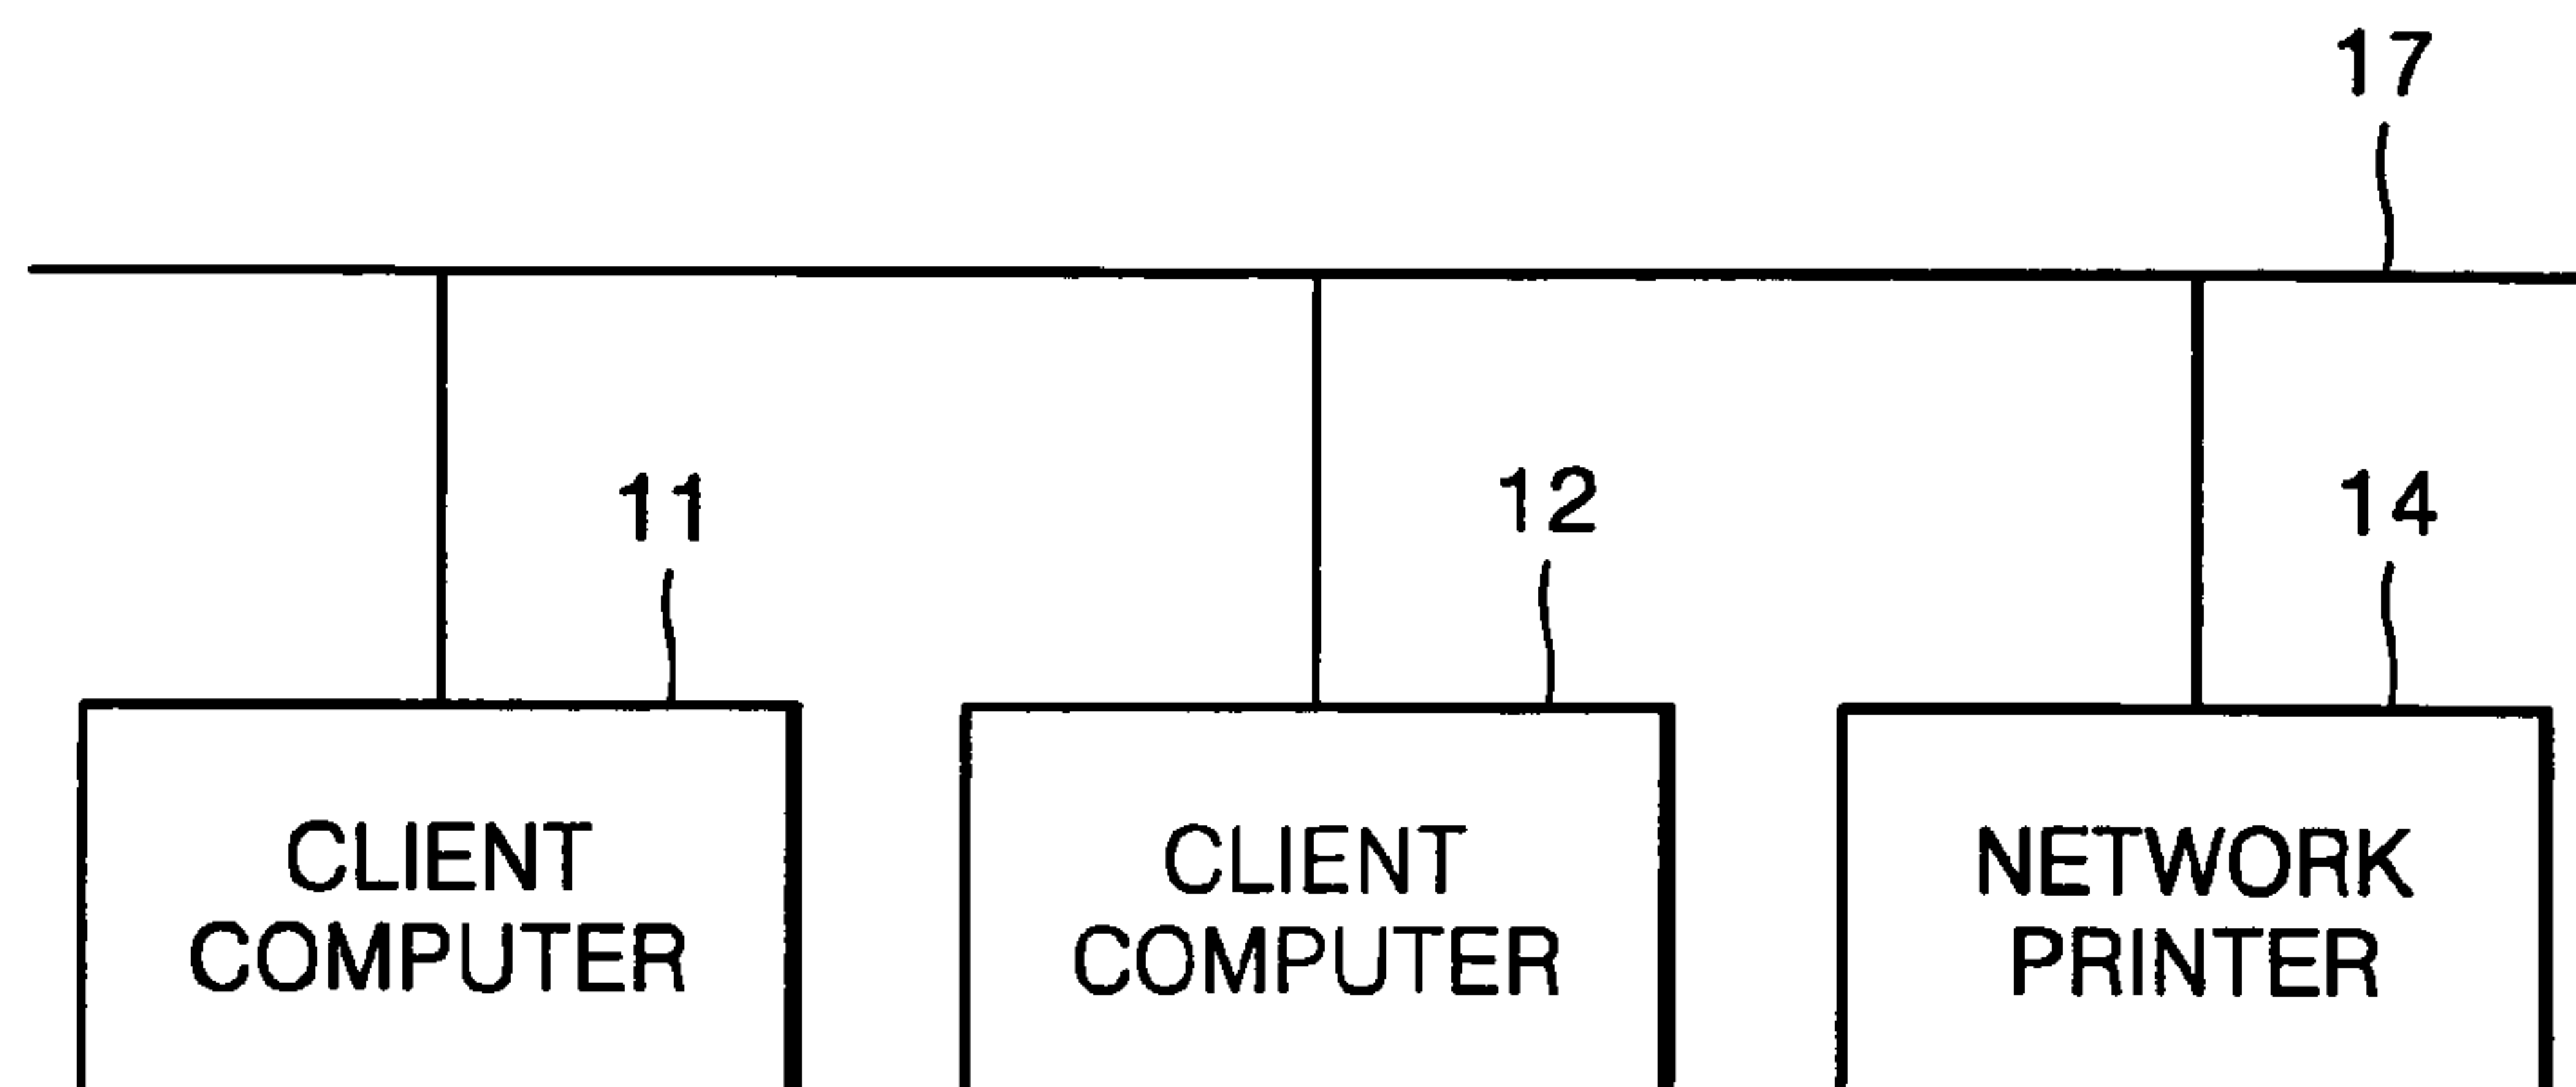 17
11
12
14
CLIENT
COMPUTER
CLIENT
COMPUTER
NETWORK
PRINTER